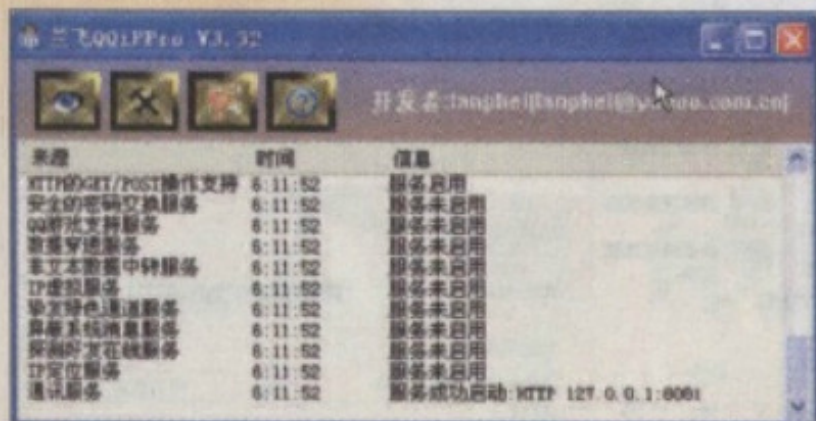 兰飞QQiPPro V3.32
开发者:lanphei
来源 时间 信息
HTTP的GET/POST操作支持 6:11:52 服务启用
安全的密码交换服务 6:11:52 服务未启用
QQ游戏支持服务 6:11:52 服务未启用
数据穿透服务 6:11:52 服务未启用
非文本数据中转服务 6:11:52 服务未启用
IP虚拟服务 6:11:52 服务未启用
挚友特色通道服务 6:11:52 服务未启用
屏蔽系统消息服务 6:11:52 服务未启用
探测好友在线服务 6:11:52 服务未启用
IP定位服务 6:11:52 服务未启用
通讯服务 6:11:52 服务成功启动:HTTP 127.0.0.1:8081